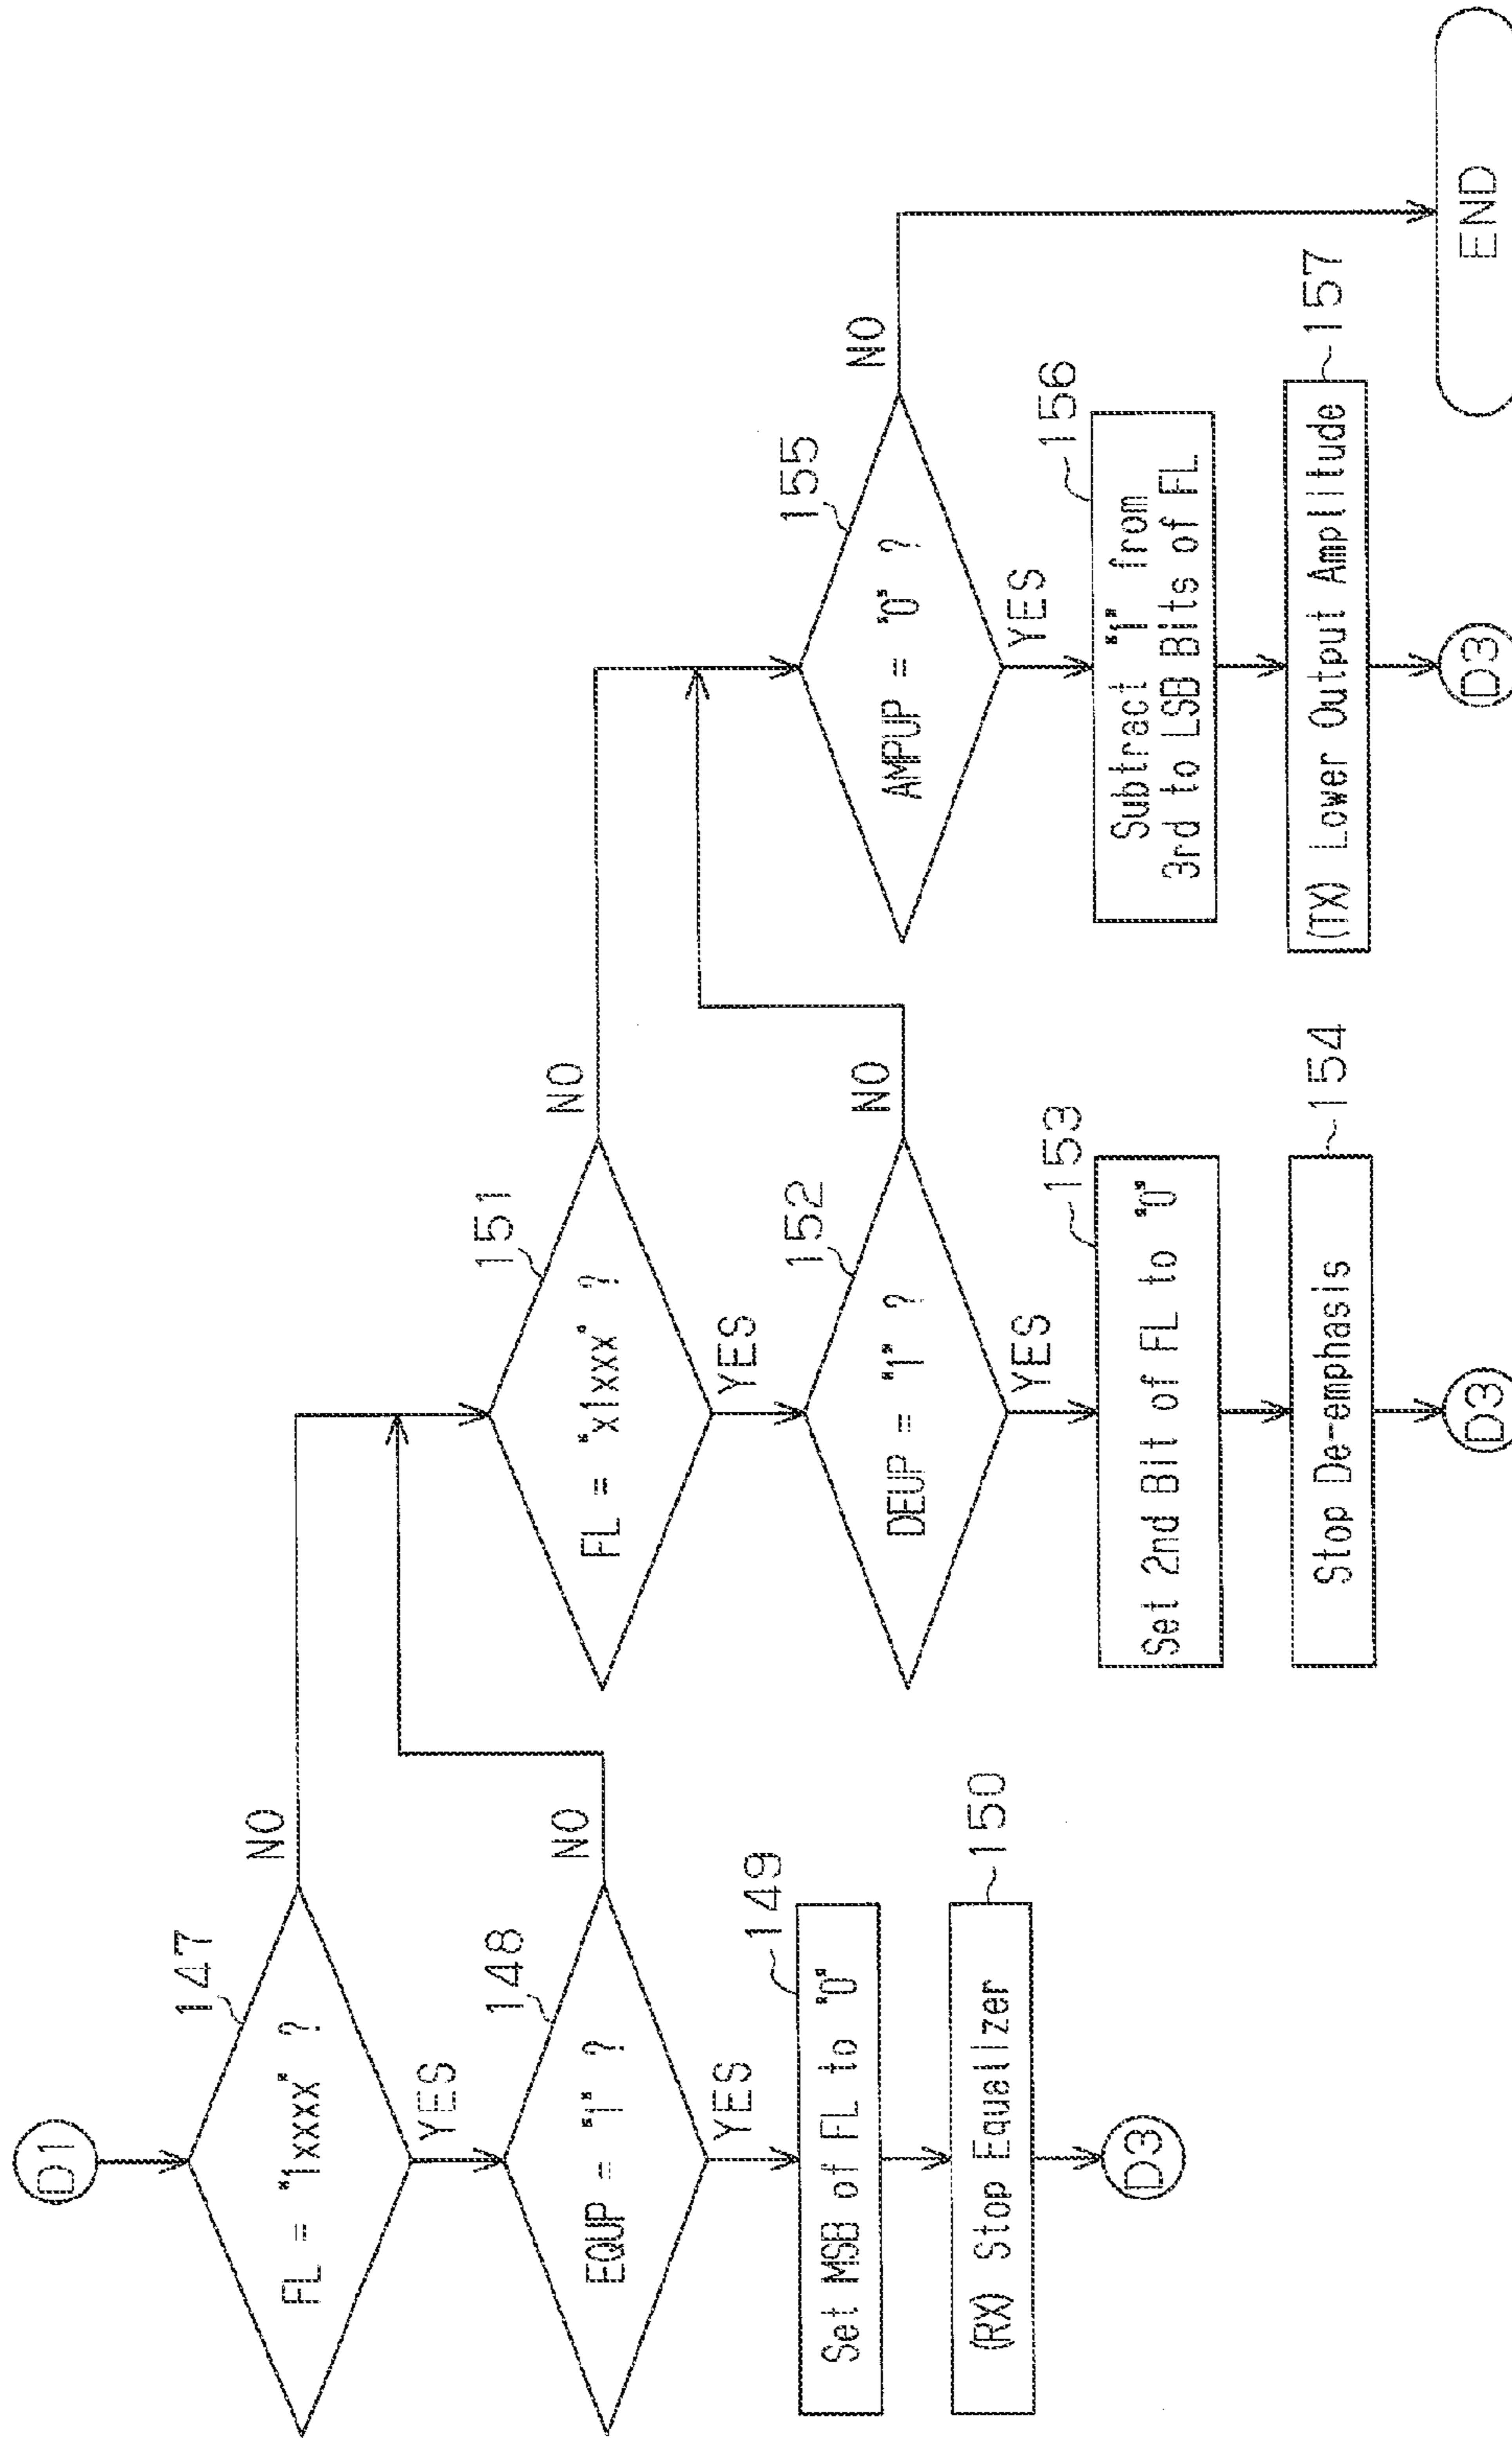 D1
147
FL = "1xxxx" ?
NO
YES
148
EQUP = "1" ?
NO
YES
149
Set MSB of FL to "0"
150
(RX) Stop Equalizer
D3
151
FL = "x1xxx" ?
NO
YES
152
DEUP = "1" ?
NO
YES
153
Set 2nd Bit of FL to "0"
154
Stop De-emphasis
D3
155
AMPUP = "0" ?
NO
YES
156
Subtract "1" from
3rd to LSB Bits of FL
157
(TX) Lower Output Amplitude
D3
END